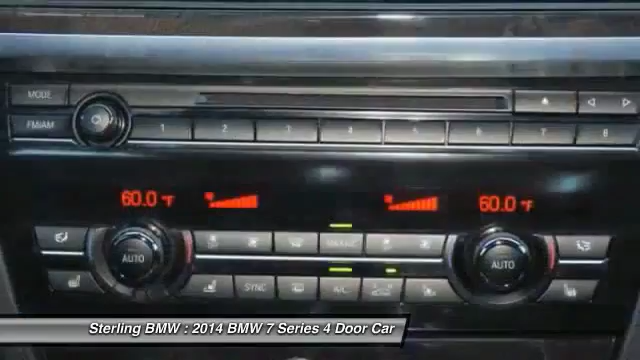 MODE
FM/AM
1 2 3 4 5 6 7 8
60.0 °F 60.0 °F
AUTO AUTO
SYNC A/C
Sterling BMW : 2014 BMW 7 Series 4 Door Car